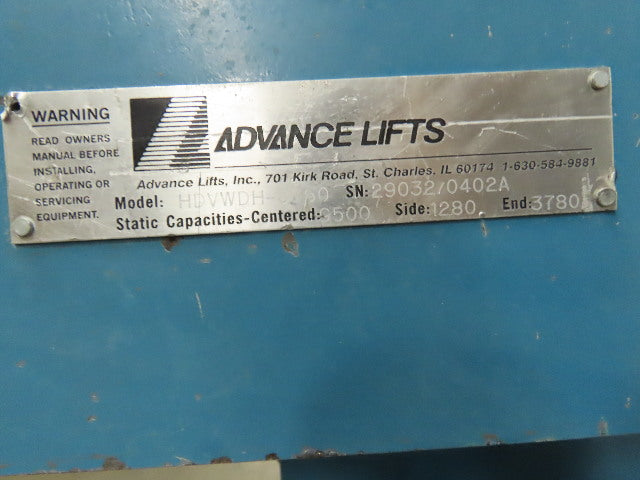 WARNING
READ OWNERS
MANUAL BEFORE
INSTALLING,
OPERATING OR
SERVICING
EQUIPMENT.
ADVANCE LIFTS
Advance Lifts, Inc., 701 Kirk Road, St. Charles, IL 60174 1-630-584-9881
Model: SN: 29032/0402A
Static Capacities-Centered: Side: 1280 End: 3780